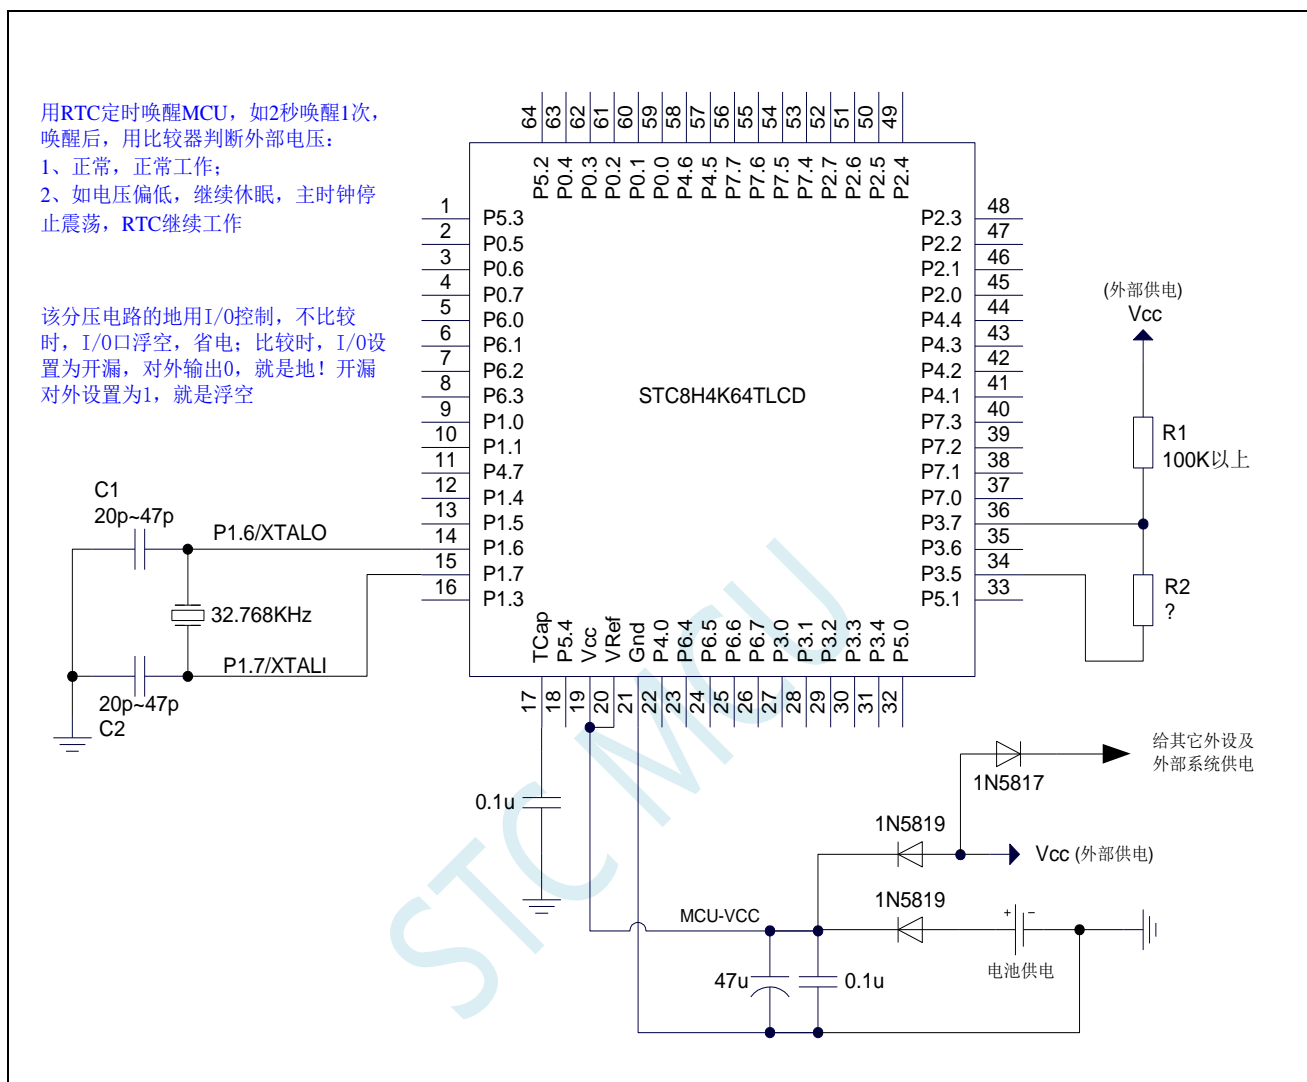 用RTC定时唤醒MCU，如2秒唤醒1次，
唤醒后，用比较器判断外部电压：
1、正常，正常工作；
2、如电压偏低，继续休眠，主时钟停
止震荡，RTC继续工作
该分压电路的地用I/O控制，不比较
时，I/O口浮空，省电；比较时，I/O设
置为开漏，对外输出0，就是地！开漏
对外设置为1，就是浮空
64 63 62 61 60 59 58 57 56 55 54 53 52 51 50 49
P5.2 P0.4 P0.3 P0.2 P0.1 P0.0 P4.6 P4.5 P7.7 P7.6 P7.5 P7.4 P2.7 P2.6 P2.5 P2.4
1 P5.3
2 P0.5
3 P0.6
4 P0.7
5 P6.0
6 P6.1
7 P6.2
8 P6.3
9 P1.0
10 P1.1
11 P4.7
12 P1.4
13 P1.5
14 P1.6
15 P1.7
16 P1.3
STC8H4K64TLCD
P2.3 48
P2.2 47
P2.1 46
P2.0 45
P4.4 44
P4.3 43
P4.2 42
P4.1 41
P7.3 40
P7.2 39
P7.1 38
P7.0 37
P3.7 36
P3.6 35
P3.5 34
P5.1 33
TCap P5.4 Vcc VRef Gnd P4.0 P6.4 P6.5 P6.6 P6.7 P3.0 P3.1 P3.2 P3.3 P3.4 P5.0
17 18 19 20 21 22 23 24 25 26 27 28 29 30 31 32
C1
20p~47p
P1.6/XTALO
32.768KHz
P1.7/XTALI
20p~47p
C2
(外部供电)
Vcc
R1
100K以上
R2
?
0.1u
给其它外设及
外部系统供电
1N5817
1N5819
Vcc (外部供电)
1N5819
MCU-VCC
+ −
电池供电
47u
0.1u
STC MCU